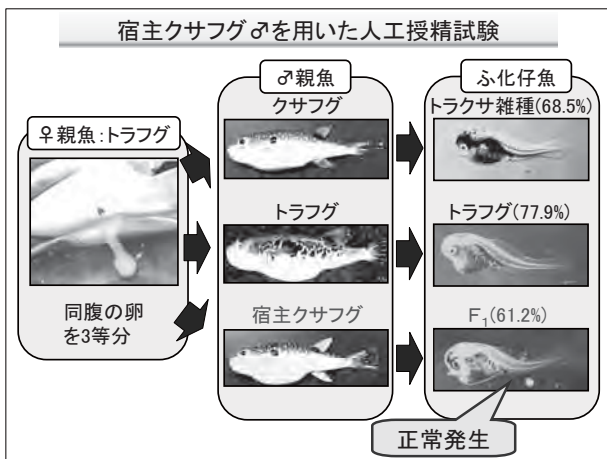 宿主クサフグ♂を用いた人工授精試験
♀親魚:トラフグ
同腹の卵
を3等分
♂親魚
クサフグ
トラフグ
宿主クサフグ
ふ化仔魚
トラクサ雑種(68.5%)
トラフグ(77.9%)
F₁(61.2%)
正常発生